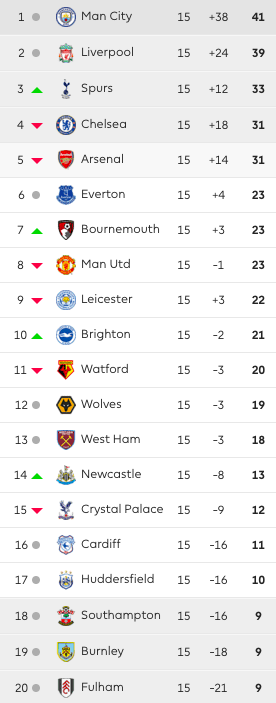 1 Man City 15 +38 41
2 Liverpool 15 +24 39
3 Spurs 15 +12 33
4 Chelsea 15 +18 31
5 Arsenal 15 +14 31
6 Everton 15 +4 23
7 Bournemouth 15 +3 23
8 Man Utd 15 -1 23
9 Leicester 15 +3 22
10 Brighton 15 -2 21
11 Watford 15 -3 20
12 Wolves 15 -3 19
13 West Ham 15 -3 18
14 Newcastle 15 -8 13
15 Crystal Palace 15 -9 12
16 Cardiff 15 -16 11
17 Huddersfield 15 -16 10
18 Southampton 15 -16 9
19 Burnley 15 -18 9
20 Fulham 15 -21 9